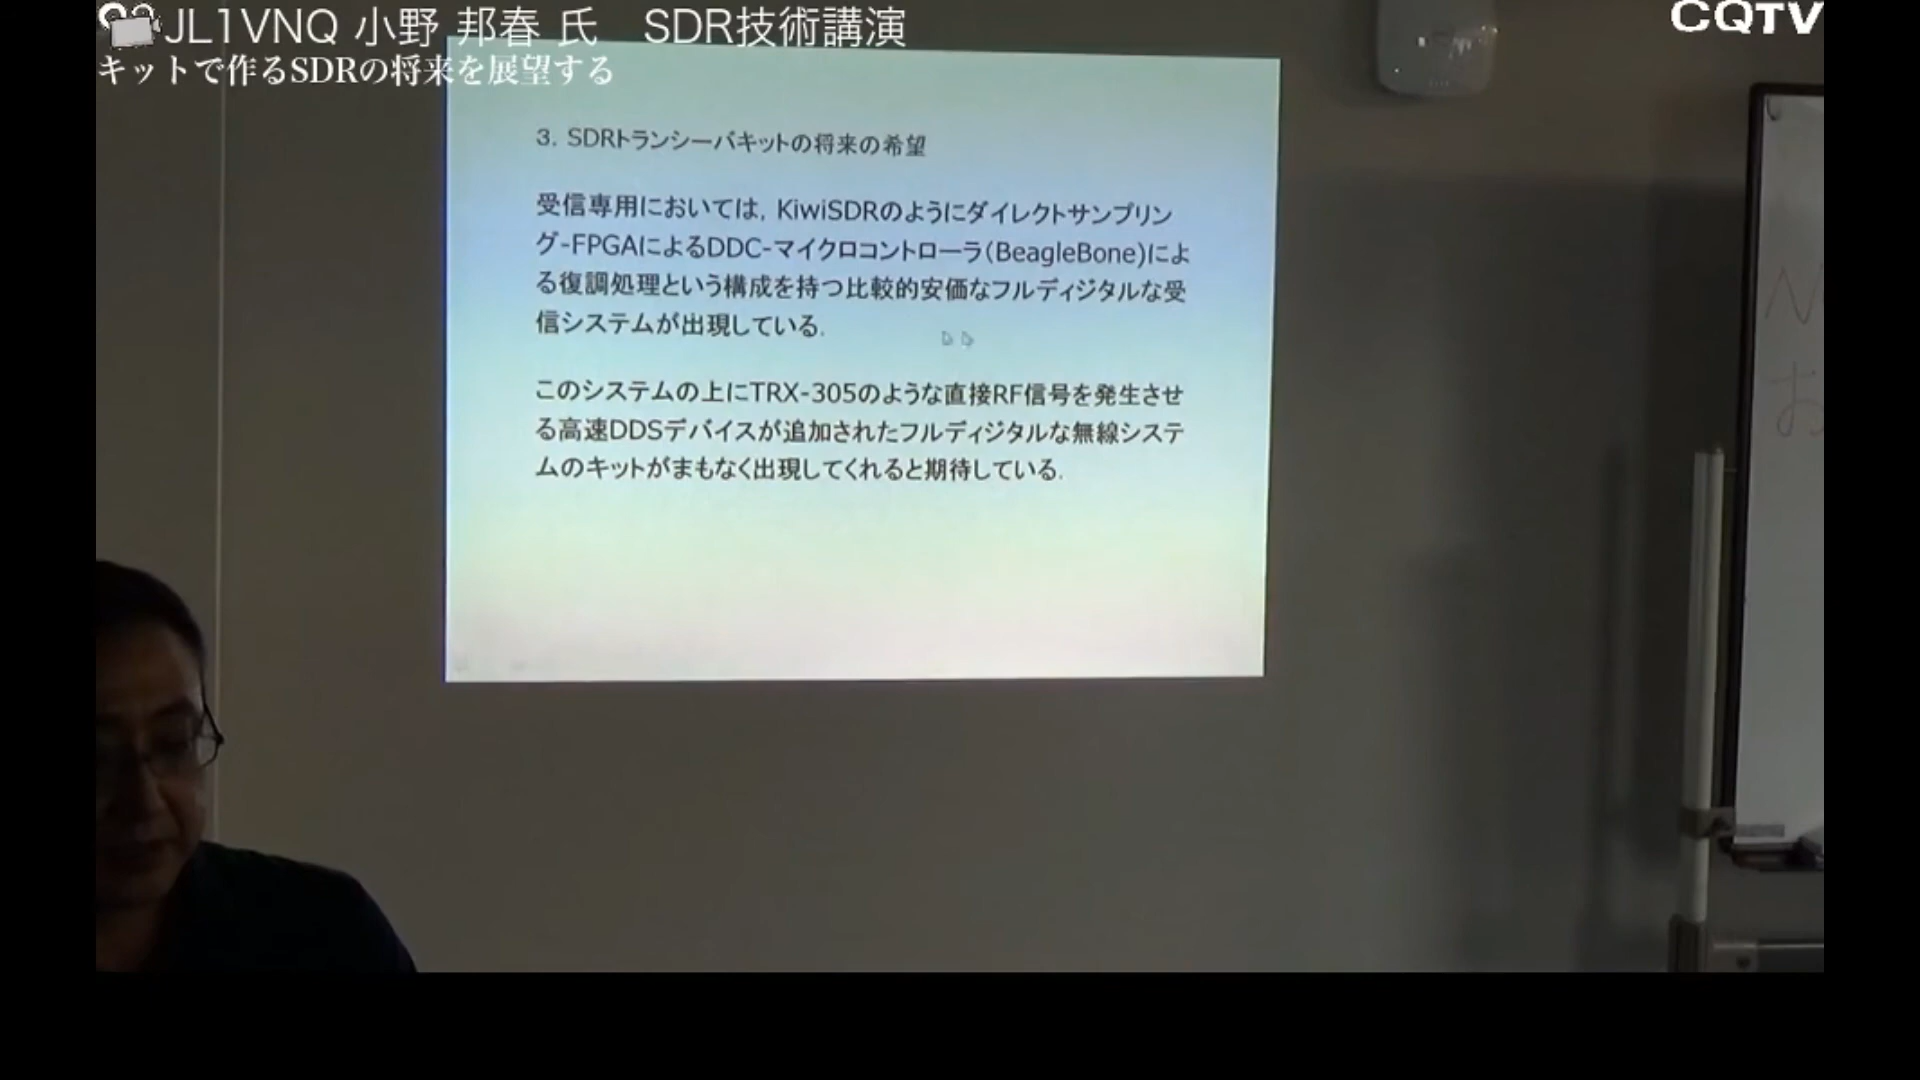 JL1VNQ 小野 邦春 氏　SDR技術講演
CQTV
キットで作るSDRの将来を展望する
3. SDRトランシーバキットの将来の希望
受信専用においては, KiwiSDRのようにダイレクトサンプリン
グ-FPGAによるDDC-マイクロコントローラ(BeagleBone)によ
る復調処理という構成を持つ比較的安価なフルディジタルな受
信システムが出現している.
このシステムの上にTRX-305のような直接RF信号を発生させ
る高速DDSデバイスが追加されたフルディジタルな無線システ
ムのキットがまもなく出現してくれると期待している.
お